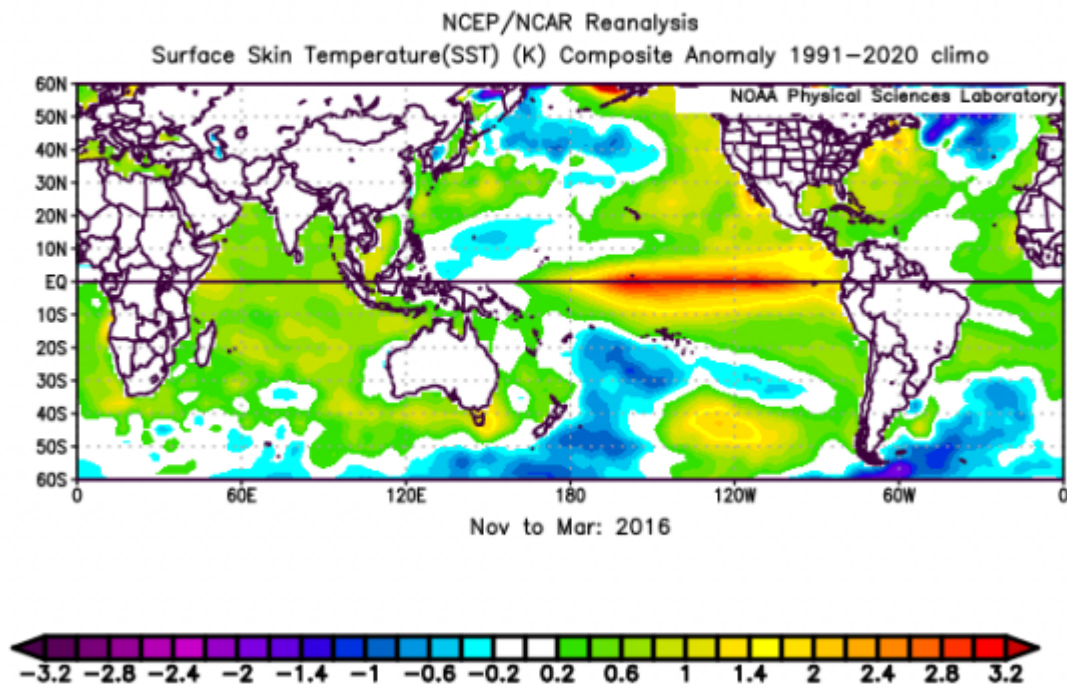 NCEP/NCAR Reanalysis
Surface Skin Temperature(SST) (K) Composite Anomaly 1991-2020 climo
NOAA Physical Sciences Laboratory
60N
50N
40N
30N
20N
10N
EQ
10S
20S
30S
40S
50S
60S
0 60E 120E 180 120W 60W 0
Nov to Mar: 2016
-3.2 -2.8 -2.4 -2 -1.4 -1 -0.6 -0.2 0.2 0.6 1 1.4 2 2.4 2.8 3.2